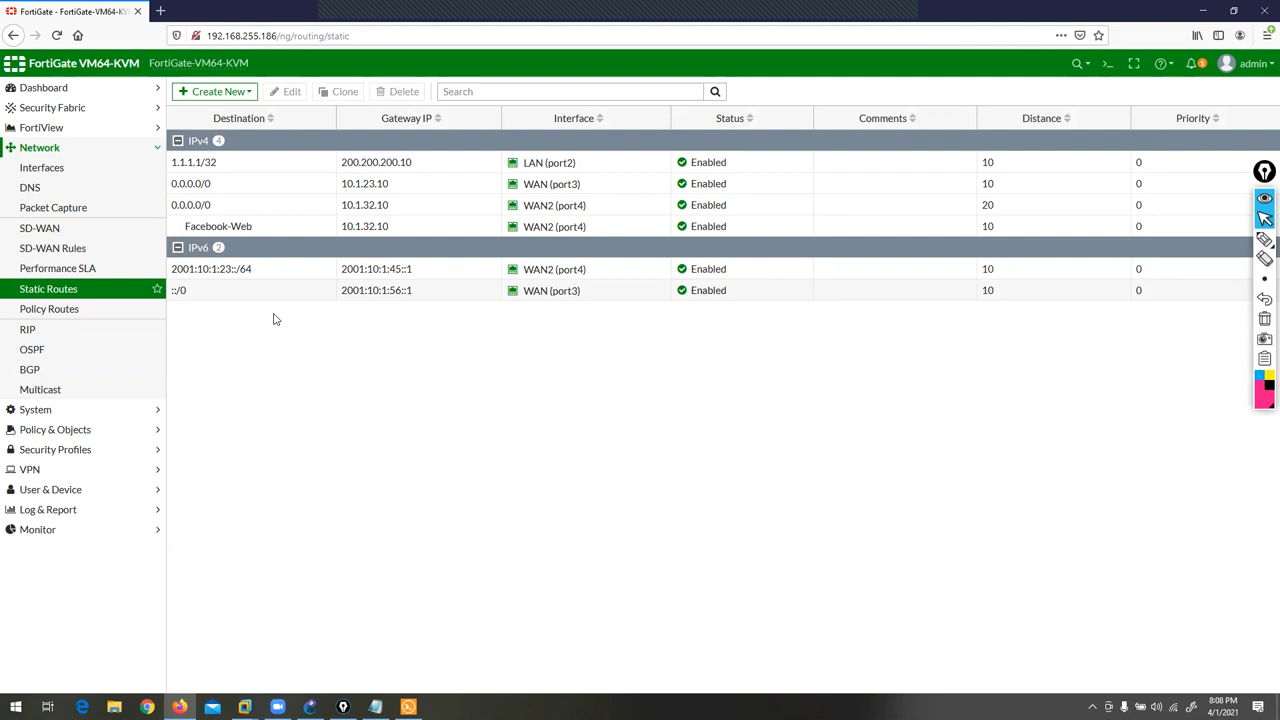 FortiGate - FortiGate-VM64-KV
192.168.255.186/ng/routing/static
FortiGate VM64-KVM FortiGate-VM64-KVM
1 admin
Dashboard
Security Fabric
FortiView
Network
Interfaces
DNS
Packet Capture
SD-WAN
SD-WAN Rules
Performance SLA
Static Routes
Policy Routes
RIP
OSPF
BGP
Multicast
System
Policy & Objects
Security Profiles
VPN
User & Device
Log & Report
Monitor
Create New Edit Clone Delete Search
Destination Gateway IP Interface Status Comments Distance Priority
IPv4 4
1.1.1.1/32 200.200.200.10 LAN (port2) Enabled 10 0
0.0.0.0/0 10.1.23.10 WAN (port3) Enabled 10 0
0.0.0.0/0 10.1.32.10 WAN2 (port4) Enabled 20 0
Facebook-Web 10.1.32.10 WAN2 (port4) Enabled 10 0
IPv6 2
2001:10:1:23::/64 2001:10:1:45::1 WAN2 (port4) Enabled 10 0
::/0 2001:10:1:56::1 WAN (port3) Enabled 10 0
8:08 PM
4/1/2021